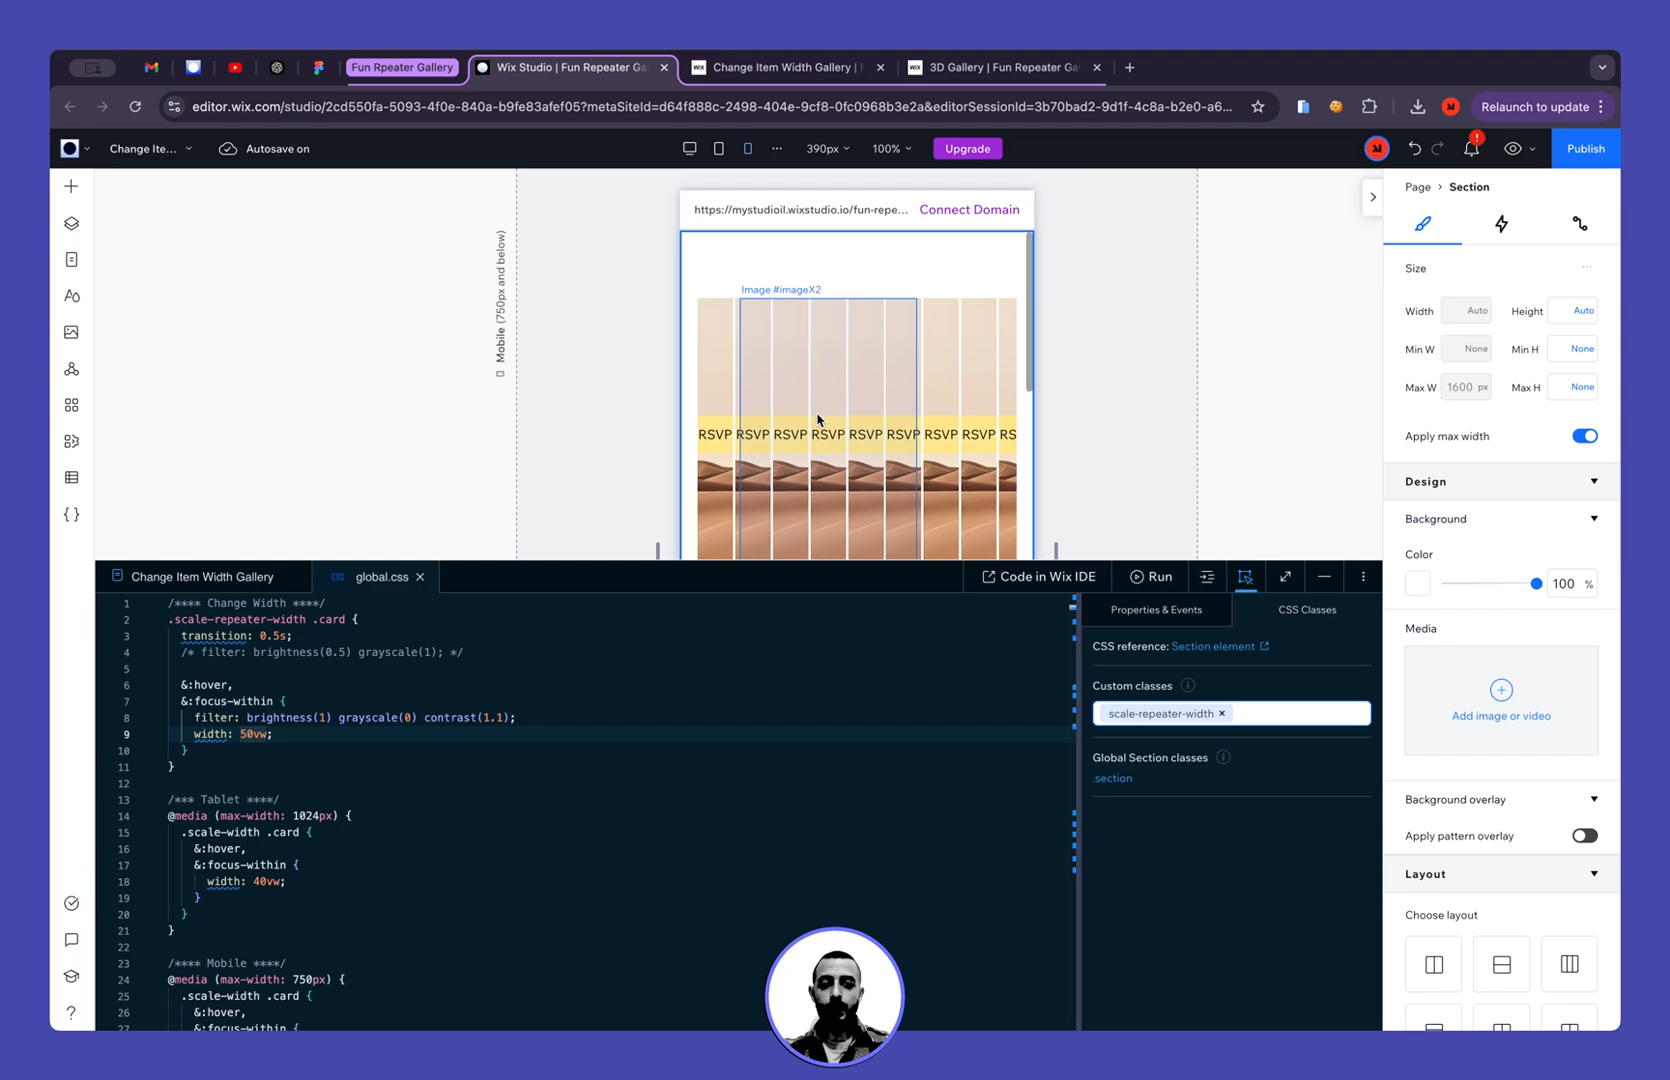 Fun Rpeater Gallery
Wix Studio | Fun Repeater Ga
Change Item Width Gallery | F
3D Gallery | Fun Repeater Ga
editor.wix.com/studio/2cd550fa-5093-4f0e-840a-b9fe83afef05?metaSiteId=d64f888c-2498-404e-9cf8-0fc0968b3e2a&editorSessionId=3b70bad2-9d1f-4c8a-b2e0-a6...
Relaunch to update
Change Ite...
Autosave on
390px
100%
Upgrade
Publish
https://mystudioil.wixstudio.io/fun-repe...
Connect Domain
Mobile (750px and below)
Image #imageX2
RSVP RSVP RSVP RSVP RSVP RSVP RSVP RSVP RS
Page > Section
Size
Width Auto Height Auto
Min W None Min H None
Max W 1600 px Max H None
Apply max width
Design
Background
Color
100 %
Media
Add image or video
Background overlay
Apply pattern overlay
Layout
Choose layout
Change Item Width Gallery
CSS global.css
Code in Wix IDE
Run
1 /**** Change Width ****/
2 .scale-repeater-width .card {
3 transition: 0.5s;
4 /* filter: brightness(0.5) grayscale(1); */
5
6 &:hover,
7 &:focus-within {
8 filter: brightness(1) grayscale(0) contrast(1.1);
9 width: 50vw;
10 }
11 }
12
13 /*** Tablet ****/
14 @media (max-width: 1024px) {
15 .scale-width .card {
16 &:hover,
17 &:focus-within {
18 width: 40vw;
19 }
20 }
21 }
22
23 /**** Mobile ****/
24 @media (max-width: 750px) {
25 .scale-width .card {
26 &:hover,
27 &:focus-within {
Properties & Events
CSS Classes
CSS reference: Section element
Custom classes
scale-repeater-width
Global Section classes
.section